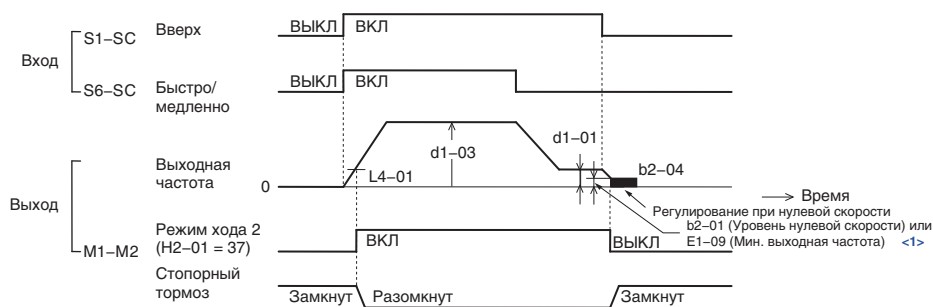 ВЫКЛ
ВКЛ
Вход
S1–SC
Вверх
S6–SC
Быстро/
медленно
ВЫКЛ
ВКЛ
d1–01
d1–03
b2–04
L4–01
Выходная
частота
0
Время
Регулирование при нулевой скорости
b2–01 (Уровень нулевой скорости) или
E1–09 (Мин. выходная частота) <1>
Выход
M1–M2
Режим хода 2
(H2–01 = 37)
ВКЛ
ВЫКЛ
Стопорный
тормоз
Замкнут
Разомкнут
Замкнут